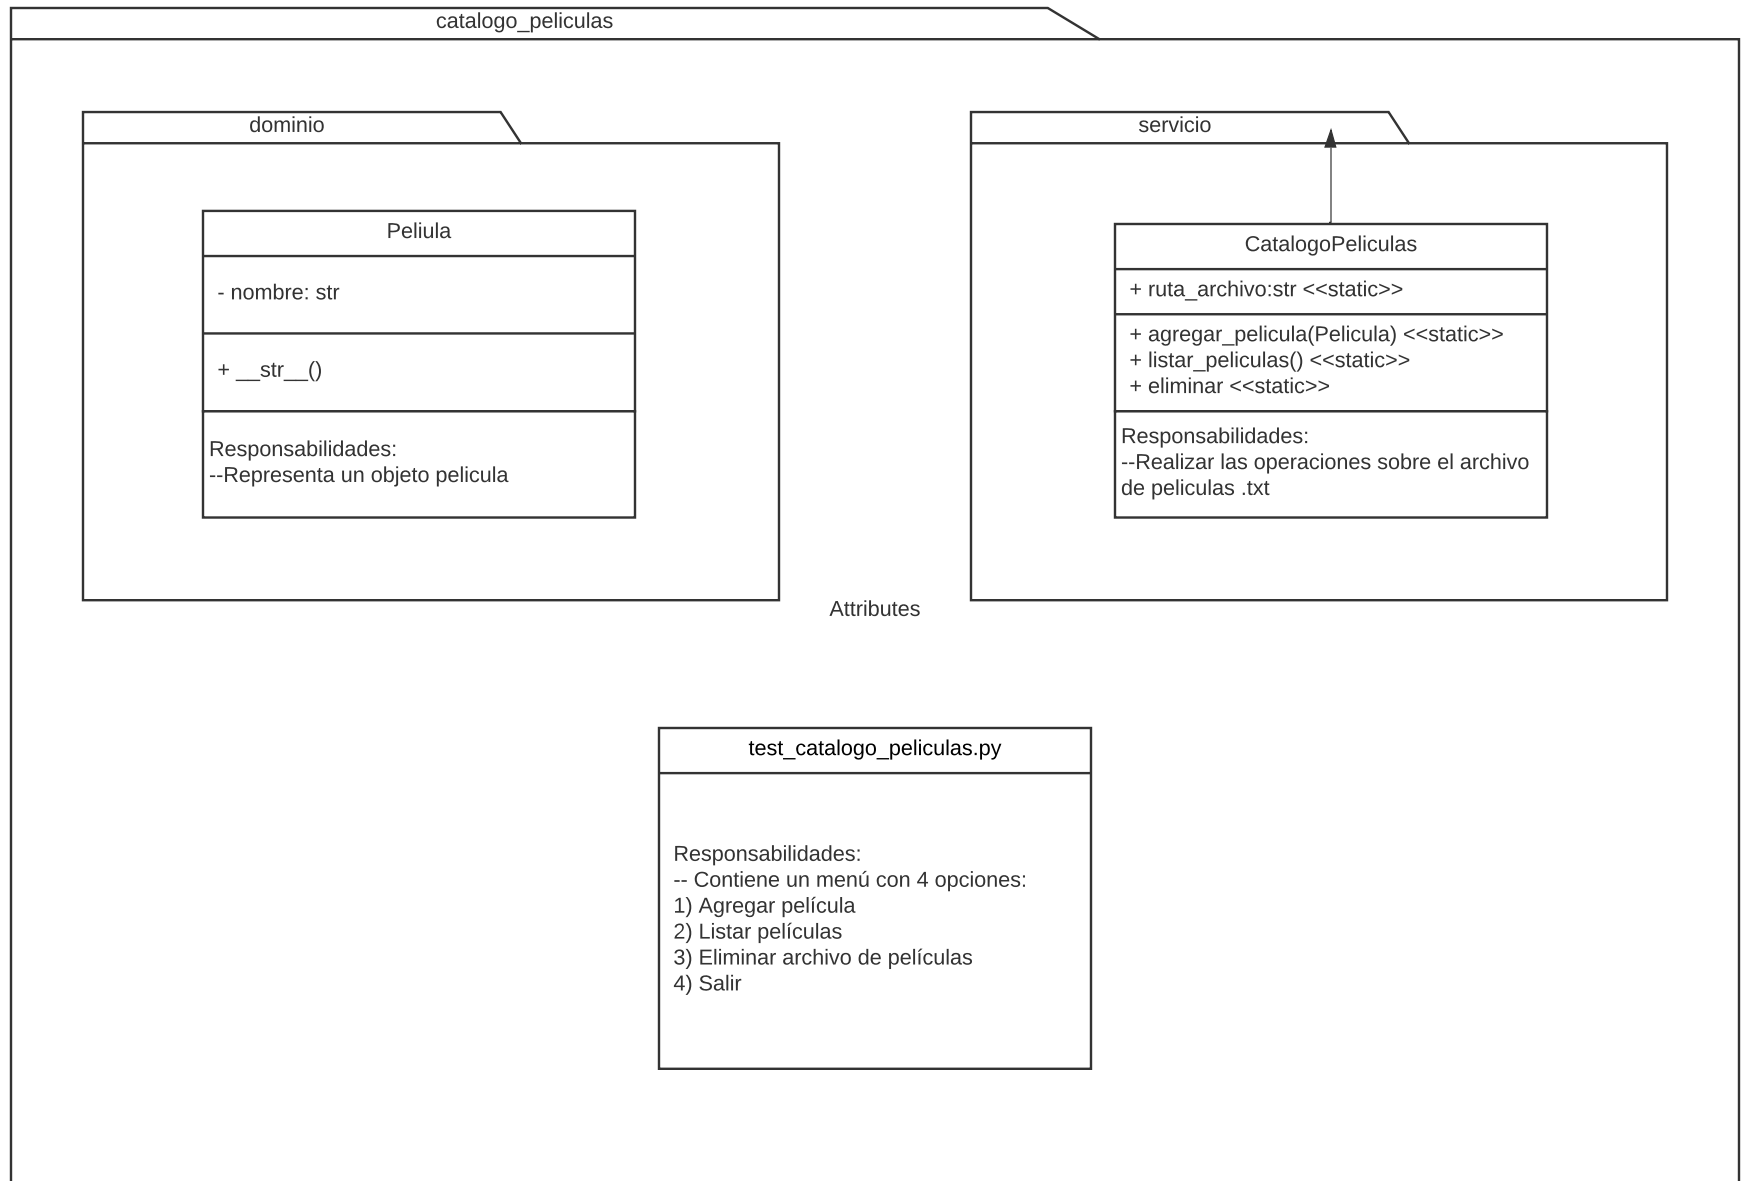 catalogo_peliculas
dominio
Peliula
- nombre: str
+ __str__()
Responsabilidades:
--Representa un objeto pelicula
servicio
CatalogoPeliculas
+ ruta_archivo:str <<static>>
+ agregar_pelicula(Pelicula) <<static>>
+ listar_peliculas() <<static>>
+ eliminar <<static>>
Responsabilidades:
--Realizar las operaciones sobre el archivo
de peliculas .txt
Attributes
test_catalogo_peliculas.py
Responsabilidades:
-- Contiene un menú con 4 opciones:
1) Agregar película
2) Listar películas
3) Eliminar archivo de películas
4) Salir